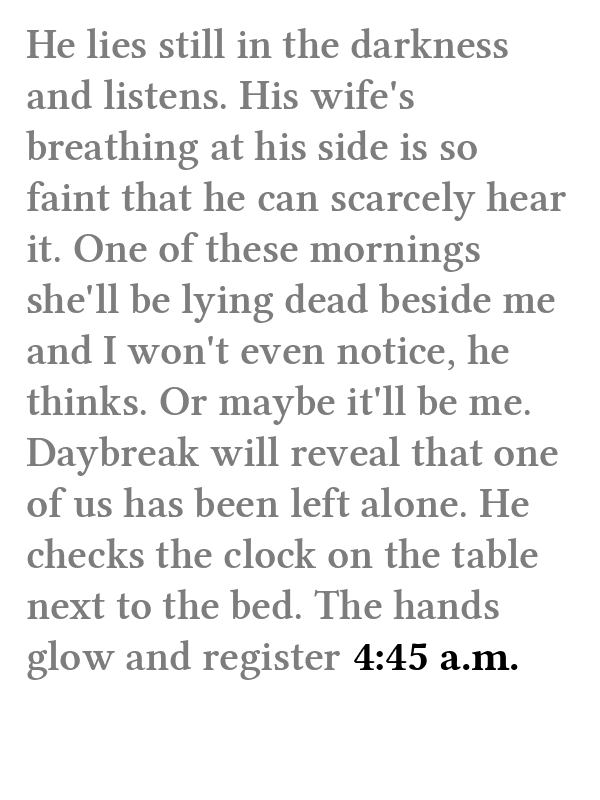 He lies still in the darkness
and listens. His wife's
breathing at his side is so
faint that he can scarcely hear
it. One of these mornings
she'll be lying dead beside me
and I won't even notice, he
thinks. Or maybe it'll be me.
Daybreak will reveal that one
of us has been left alone. He
checks the clock on the table
next to the bed. The hands
glow and register 4:45 a.m.